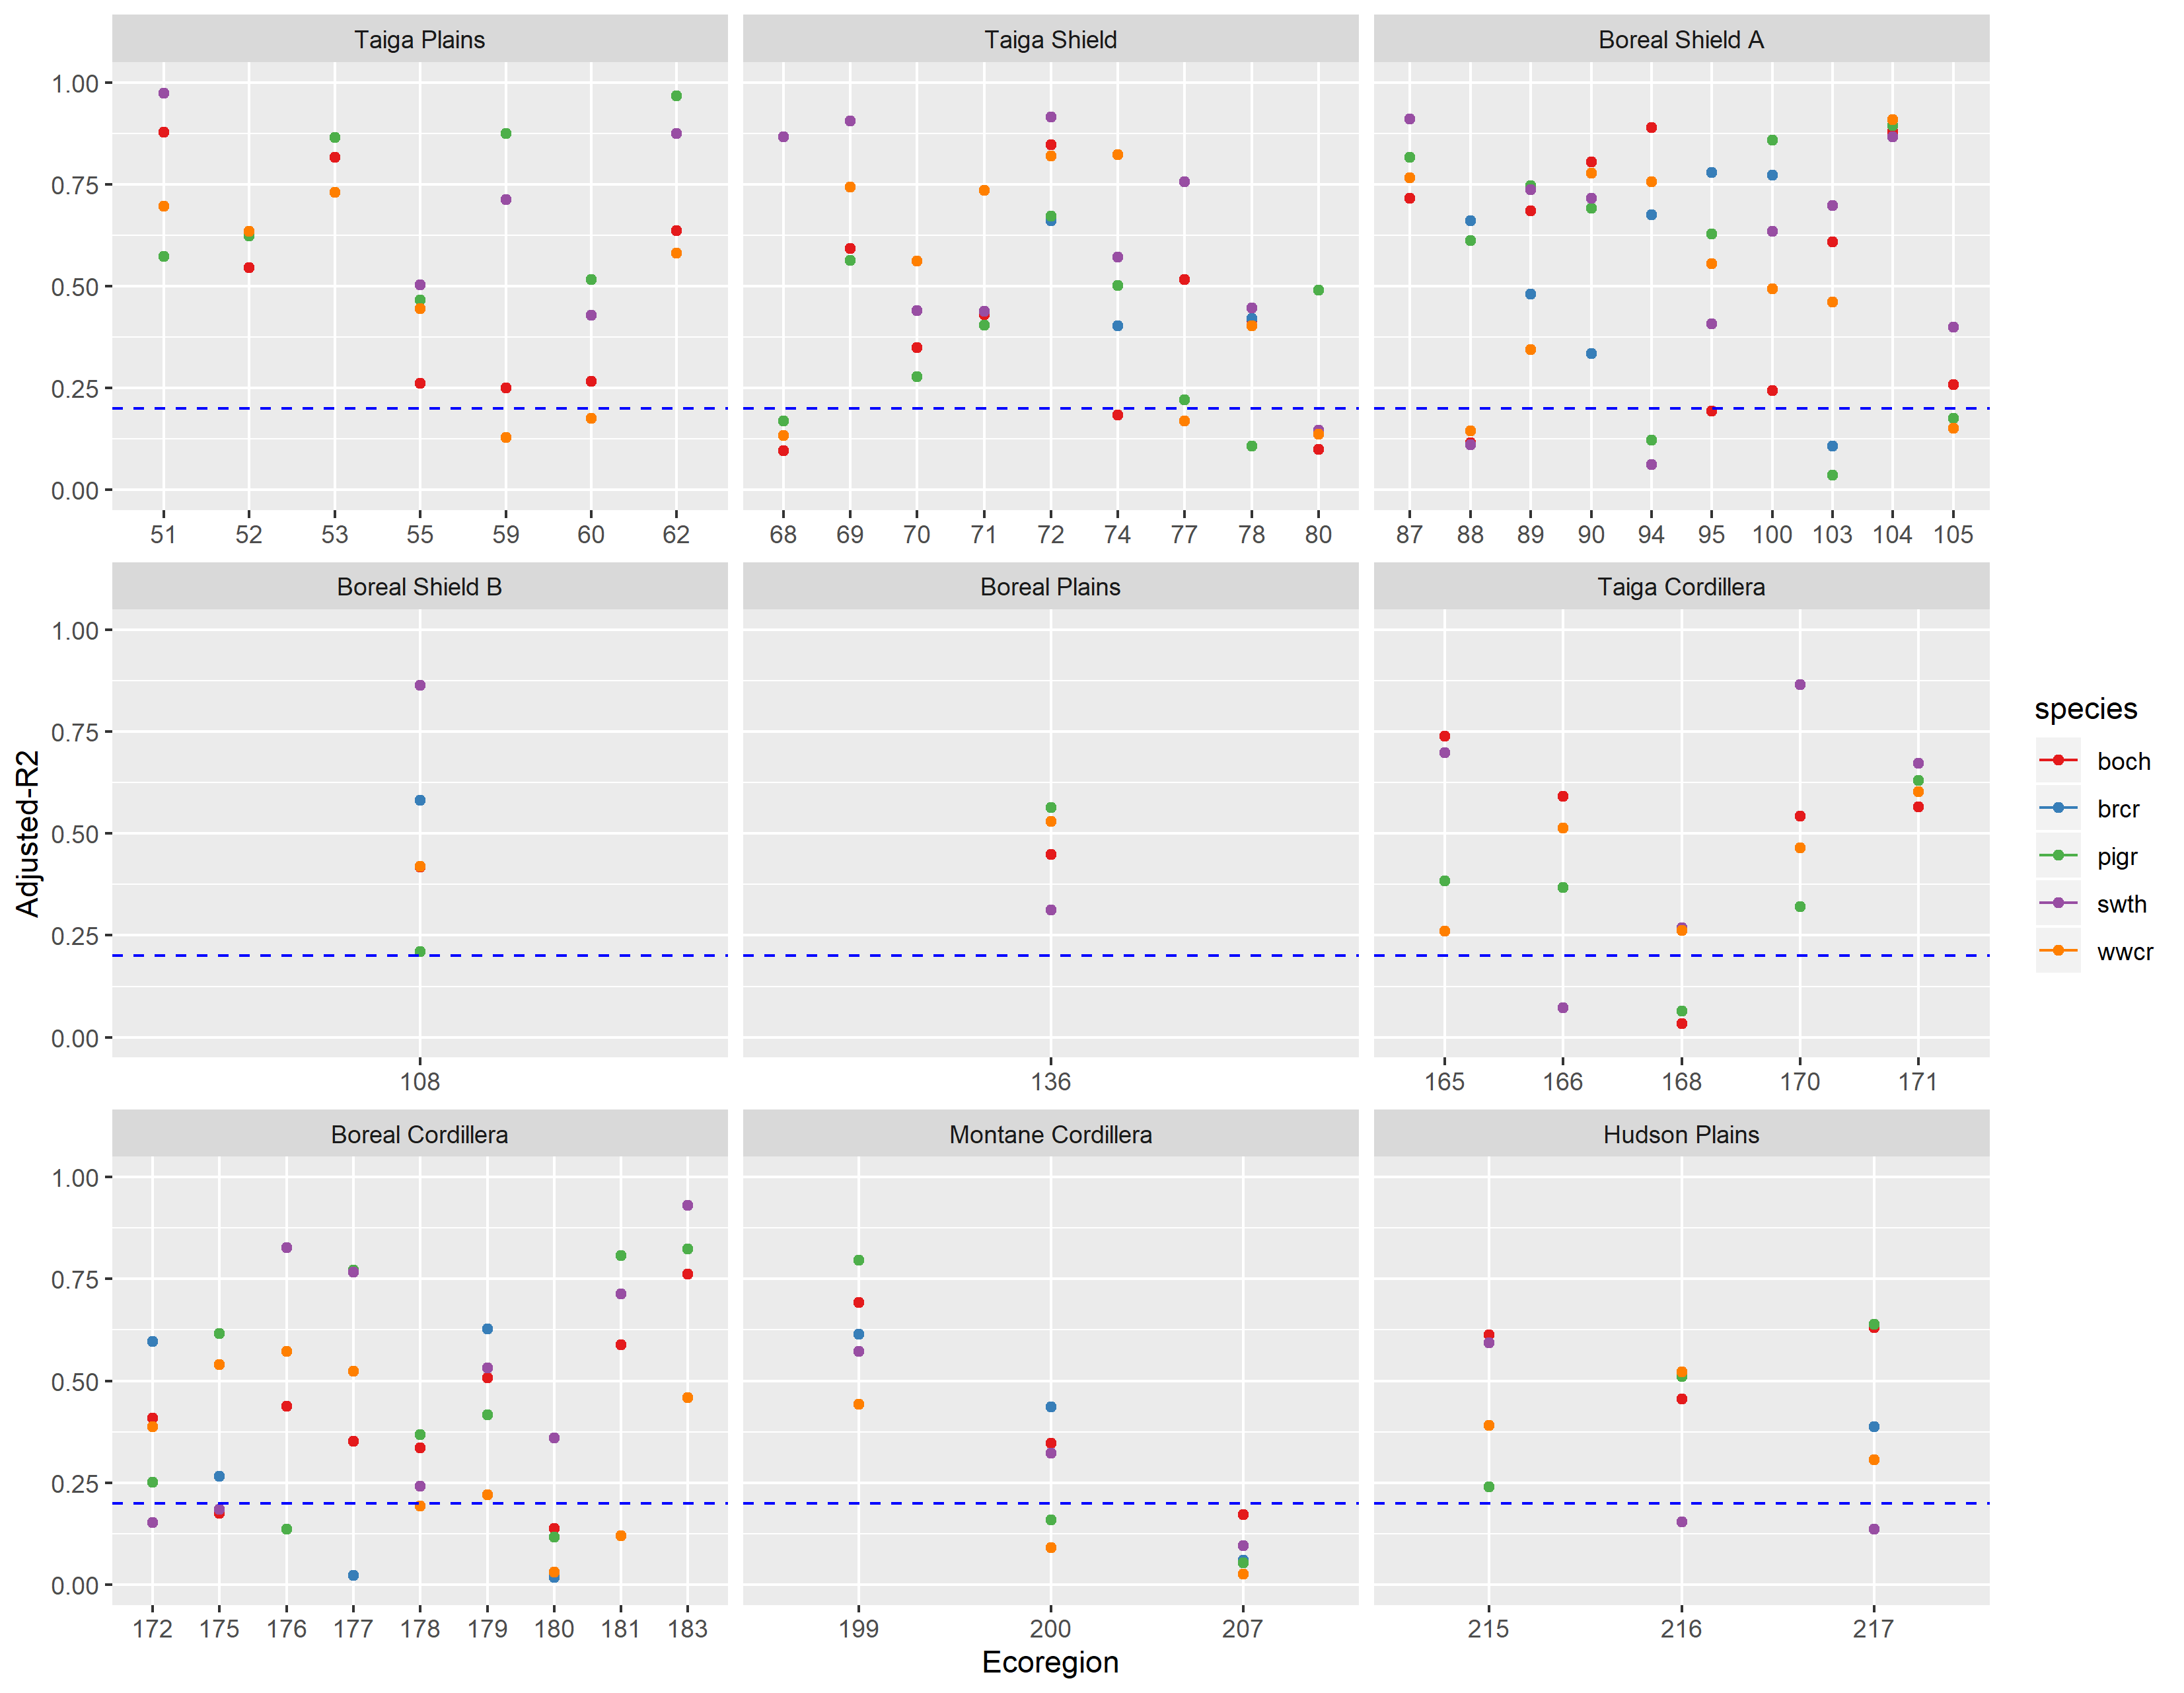 Taiga Plains Taiga Shield Boreal Shield A
1.00
0.75
0.50
0.25
0.00
51 52 53 55 59 60 62 68 69 70 71 72 74 77 78 80 87 88 89 90 94 95 100 103 104 105
Boreal Shield B Boreal Plains Taiga Cordillera
1.00
0.75
0.50
0.25
0.00
108 136 165 166 168 170 171
Boreal Cordillera Montane Cordillera Hudson Plains
1.00
0.75
0.50
0.25
0.00
172 175 176 177 178 179 180 181 183 199 200 207 215 216 217
Ecoregion
Adjusted-R2
species
boch
brcr
pigr
swth
wwcr